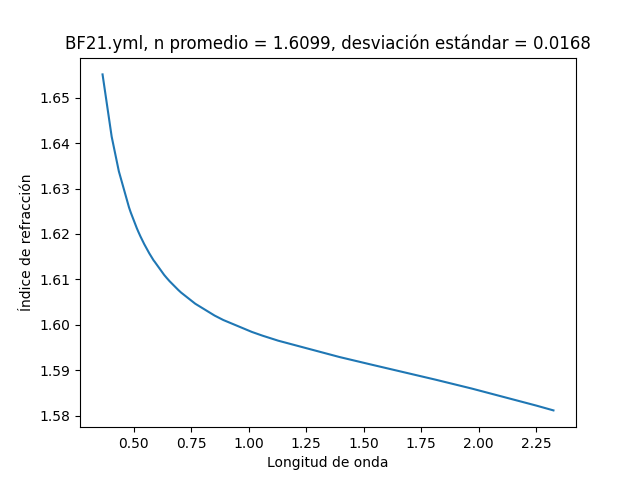 BF21.yml, n promedio = 1.6099, desviación estándar = 0.0168
1.65
1.64
1.63
1.62
1.61
1.60
1.59
1.58
Índice de refracción
0.50 0.75 1.00 1.25 1.50 1.75 2.00 2.25
Longitud de onda